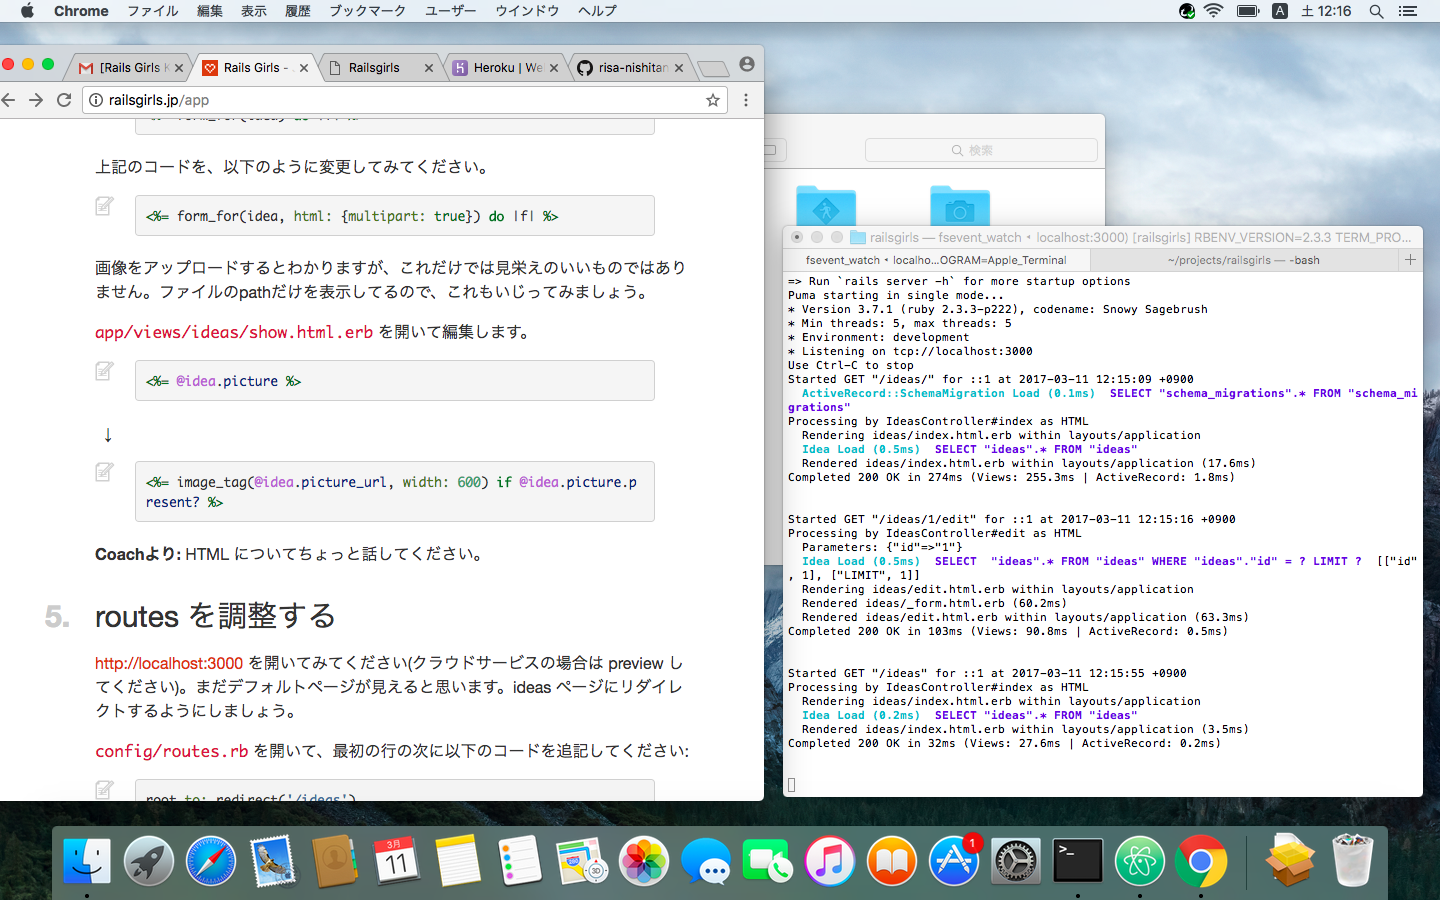 Chrome ファイル 編集 表示 履歴 ブックマーク ユーザー ウインドウ ヘルプ
A 土 12:16
[Rails Girls K
Rails Girls -
Railsgirls
Heroku | We
risa-nishitan
railsgirls.jp/app
上記のコードを、以下のように変更してみてください。
<%= form_for(idea, html: {multipart: true}) do |f| %>
画像をアップロードするとわかりますが、これだけでは見栄えのいいものではあり
ません。ファイルのpathだけを表示してるので、これもいじってみましょう。
app/views/ideas/show.html.erb を開いて編集します。
<%= @idea.picture %>
↓
<%= image_tag(@idea.picture_url, width: 600) if @idea.picture.p
resent? %>
Coachより: HTML についてちょっと話してください。
5. routes を調整する
http://localhost:3000 を開いてみてください(クラウドサービスの場合は preview し
てください)。まだデフォルトページが見えると思います。ideas ページにリダイレ
クトするようにしましょう。
config/routes.rb を開いて、最初の行の次に以下のコードを追記してください:
root to: redirect('/ideas')
検索
railsgirls — fsevent_watch ◂ localhost:3000) [railsgirls] RBENV_VERSION=2.3.3 TERM_PRO...
fsevent_watch ◂ localho...OGRAM=Apple_Terminal
~/projects/railsgirls — -bash
=> Run `rails server -h` for more startup options
Puma starting in single mode...
* Version 3.7.1 (ruby 2.3.3-p222), codename: Snowy Sagebrush
* Min threads: 5, max threads: 5
* Environment: development
* Listening on tcp://localhost:3000
Use Ctrl-C to stop
Started GET "/ideas/" for ::1 at 2017-03-11 12:15:09 +0900
ActiveRecord::SchemaMigration Load (0.1ms) SELECT "schema_migrations".* FROM "schema_mi
grations"
Processing by IdeasController#index as HTML
Rendering ideas/index.html.erb within layouts/application
Idea Load (0.5ms) SELECT "ideas".* FROM "ideas"
Rendered ideas/index.html.erb within layouts/application (17.6ms)
Completed 200 OK in 274ms (Views: 255.3ms | ActiveRecord: 1.8ms)
Started GET "/ideas/1/edit" for ::1 at 2017-03-11 12:15:16 +0900
Processing by IdeasController#edit as HTML
Parameters: {"id"=>"1"}
Idea Load (0.5ms) SELECT "ideas".* FROM "ideas" WHERE "ideas"."id" = ? LIMIT ? [["id"
, 1], ["LIMIT", 1]]
Rendering ideas/edit.html.erb within layouts/application
Rendered ideas/_form.html.erb (60.2ms)
Rendered ideas/edit.html.erb within layouts/application (63.3ms)
Completed 200 OK in 103ms (Views: 90.8ms | ActiveRecord: 0.5ms)
Started GET "/ideas" for ::1 at 2017-03-11 12:15:55 +0900
Processing by IdeasController#index as HTML
Rendering ideas/index.html.erb within layouts/application
Idea Load (0.2ms) SELECT "ideas".* FROM "ideas"
Rendered ideas/index.html.erb within layouts/application (3.5ms)
Completed 200 OK in 32ms (Views: 27.6ms | ActiveRecord: 0.2ms)
3月
11
3D
1
>_